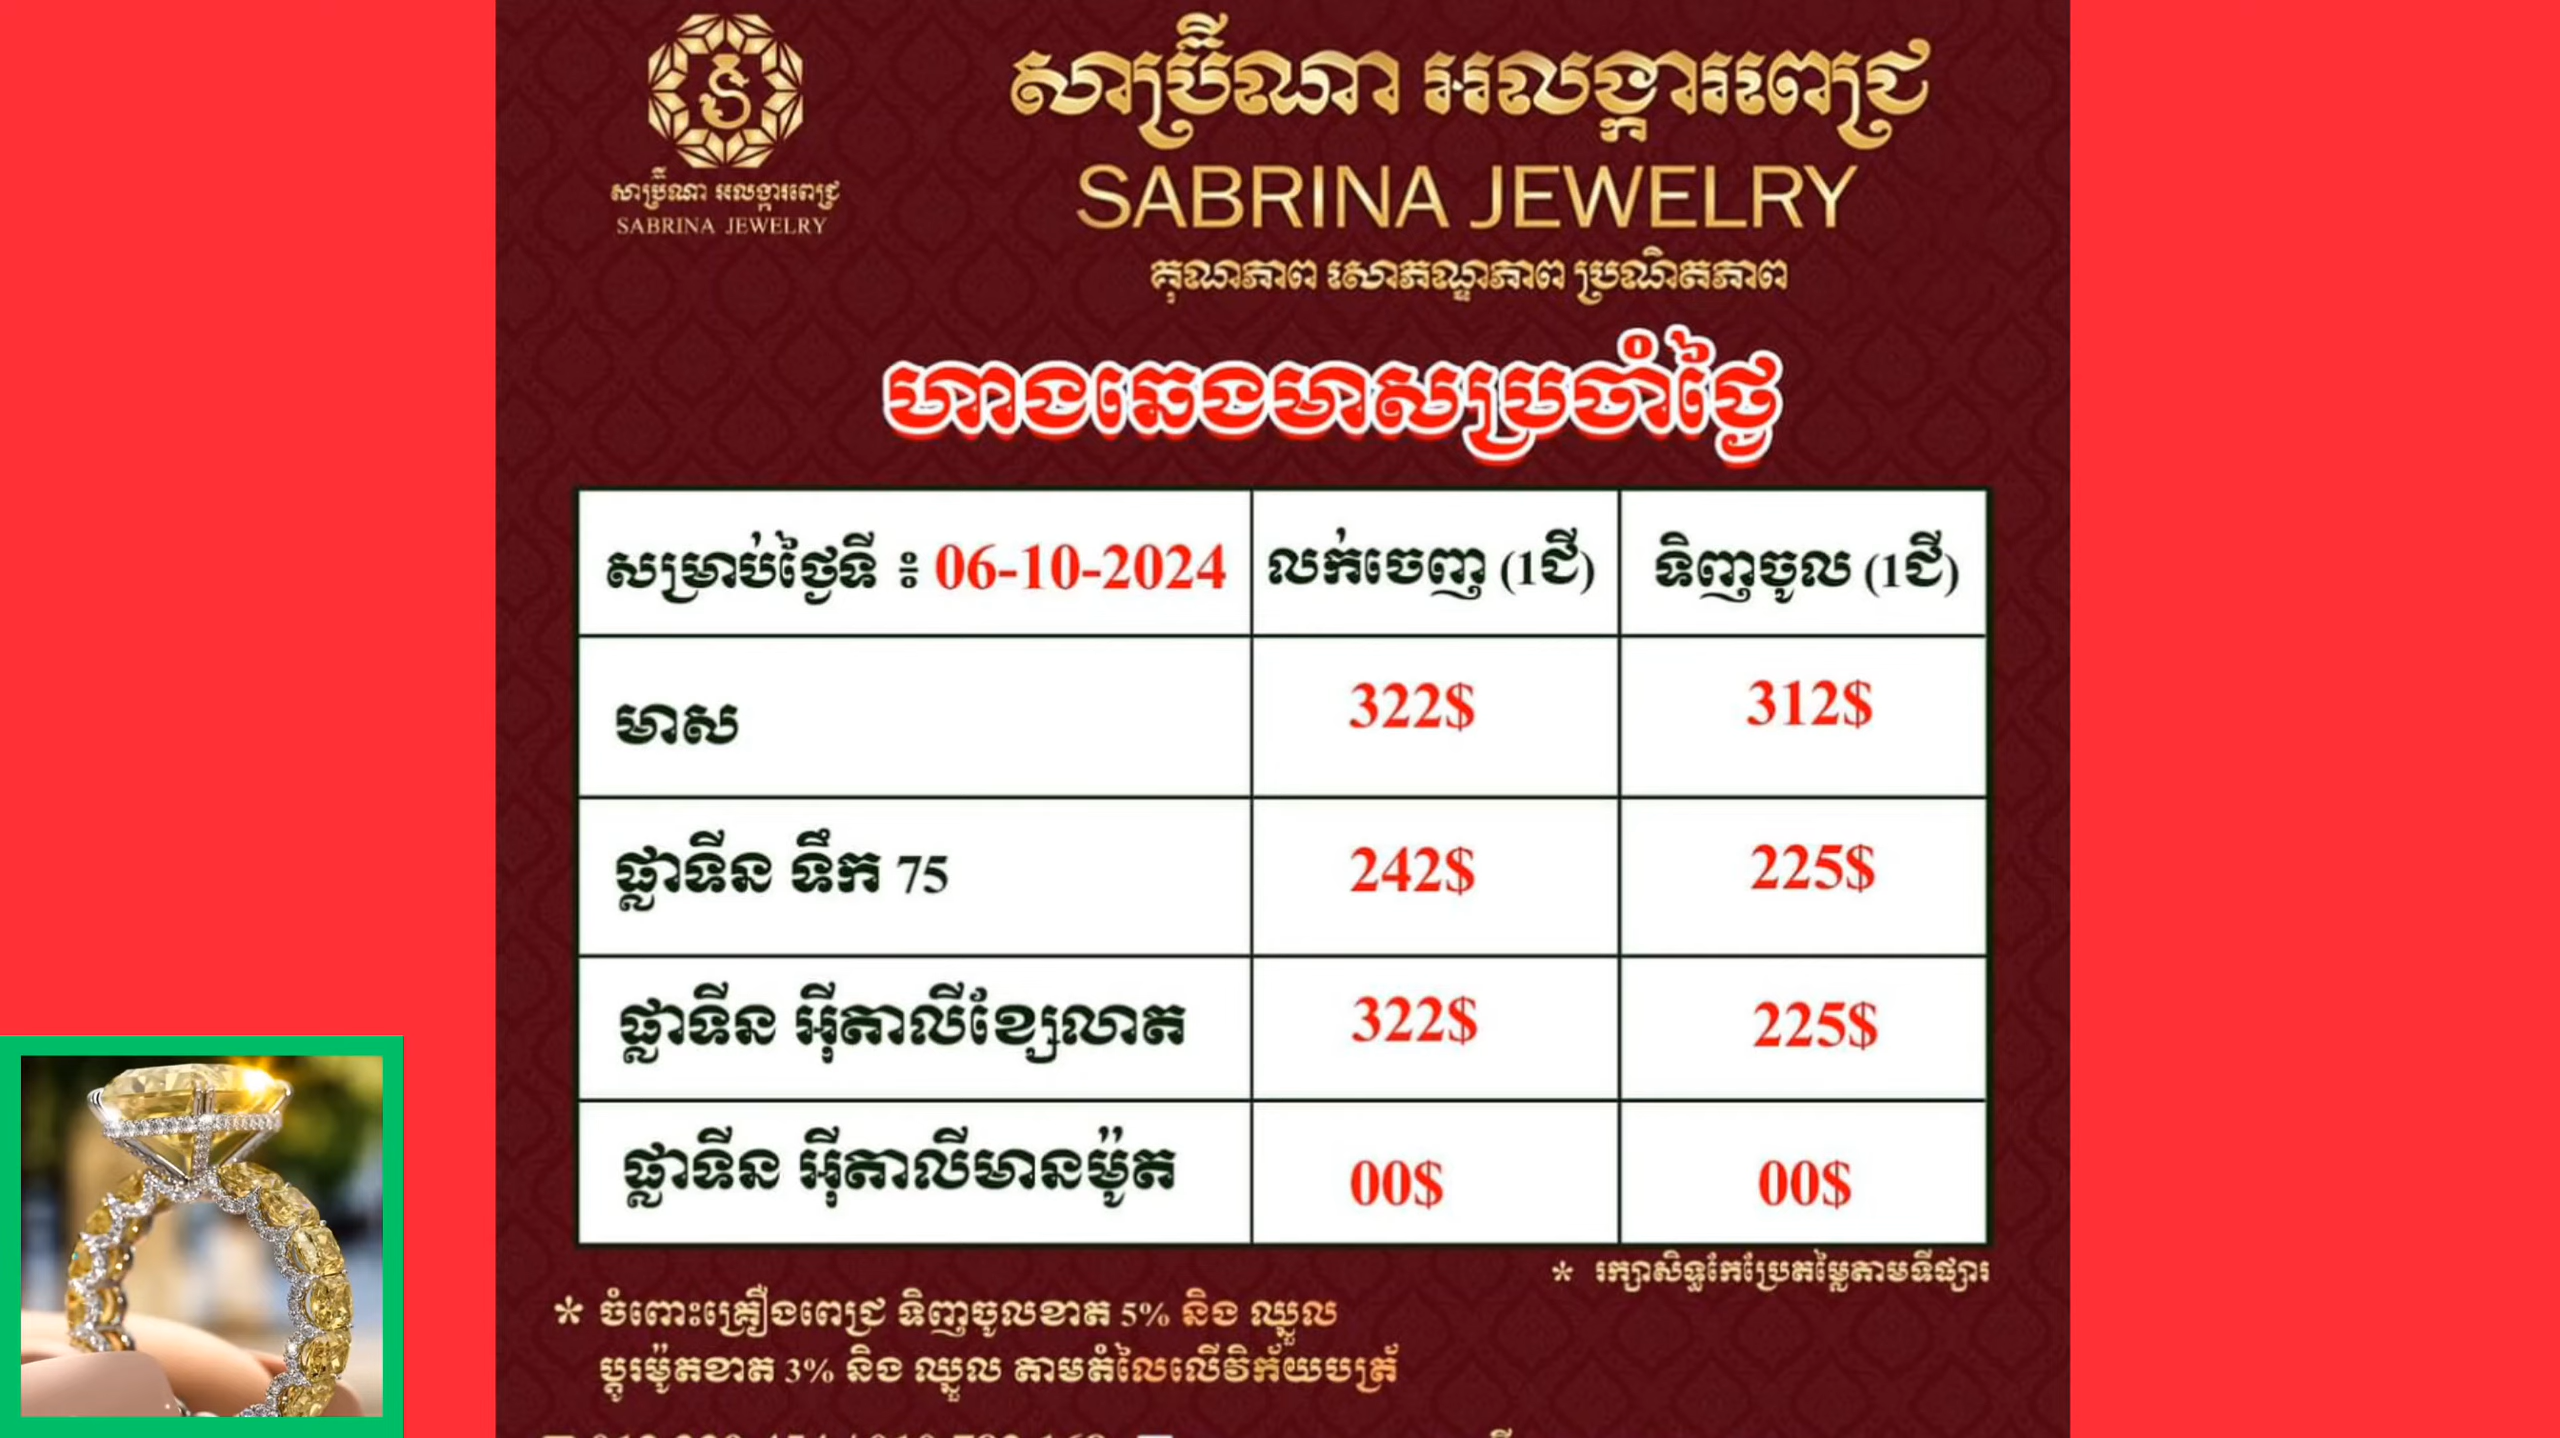 សាប្រ៊ីណា អលង្ការពេជ្រ
SABRINA JEWELRY
សាប្រ៊ីណា អលង្ការពេជ្រ
SABRINA JEWELRY
គុណភាព សោភណ្ឌភាព ប្រណិតភាព
ហាងឆេងមាសប្រចាំថ្ងៃ
សម្រាប់ថ្ងៃទី ៖ 06-10-2024 លក់ចេញ (1ជី) ទិញចូល (1ជី)
មាស 322$ 312$
ផ្លាទីន ទឹក 75 242$ 225$
ផ្លាទីន អ៊ីតាលីខ្សែលាត 322$ 225$
ផ្លាទីន អ៊ីតាលីមានម៉ូត 00$ 00$
* រក្សាសិទ្ធកែប្រែតម្លៃតាមទីផ្សារ
* ចំពោះគ្រឿងពេជ្រ ទិញចូលខាត 5% និង ឈ្នួល
ប្តូរម៉ូតខាត 3% និង ឈ្នួល តាមតំលៃលើវិក័យបត្រ័